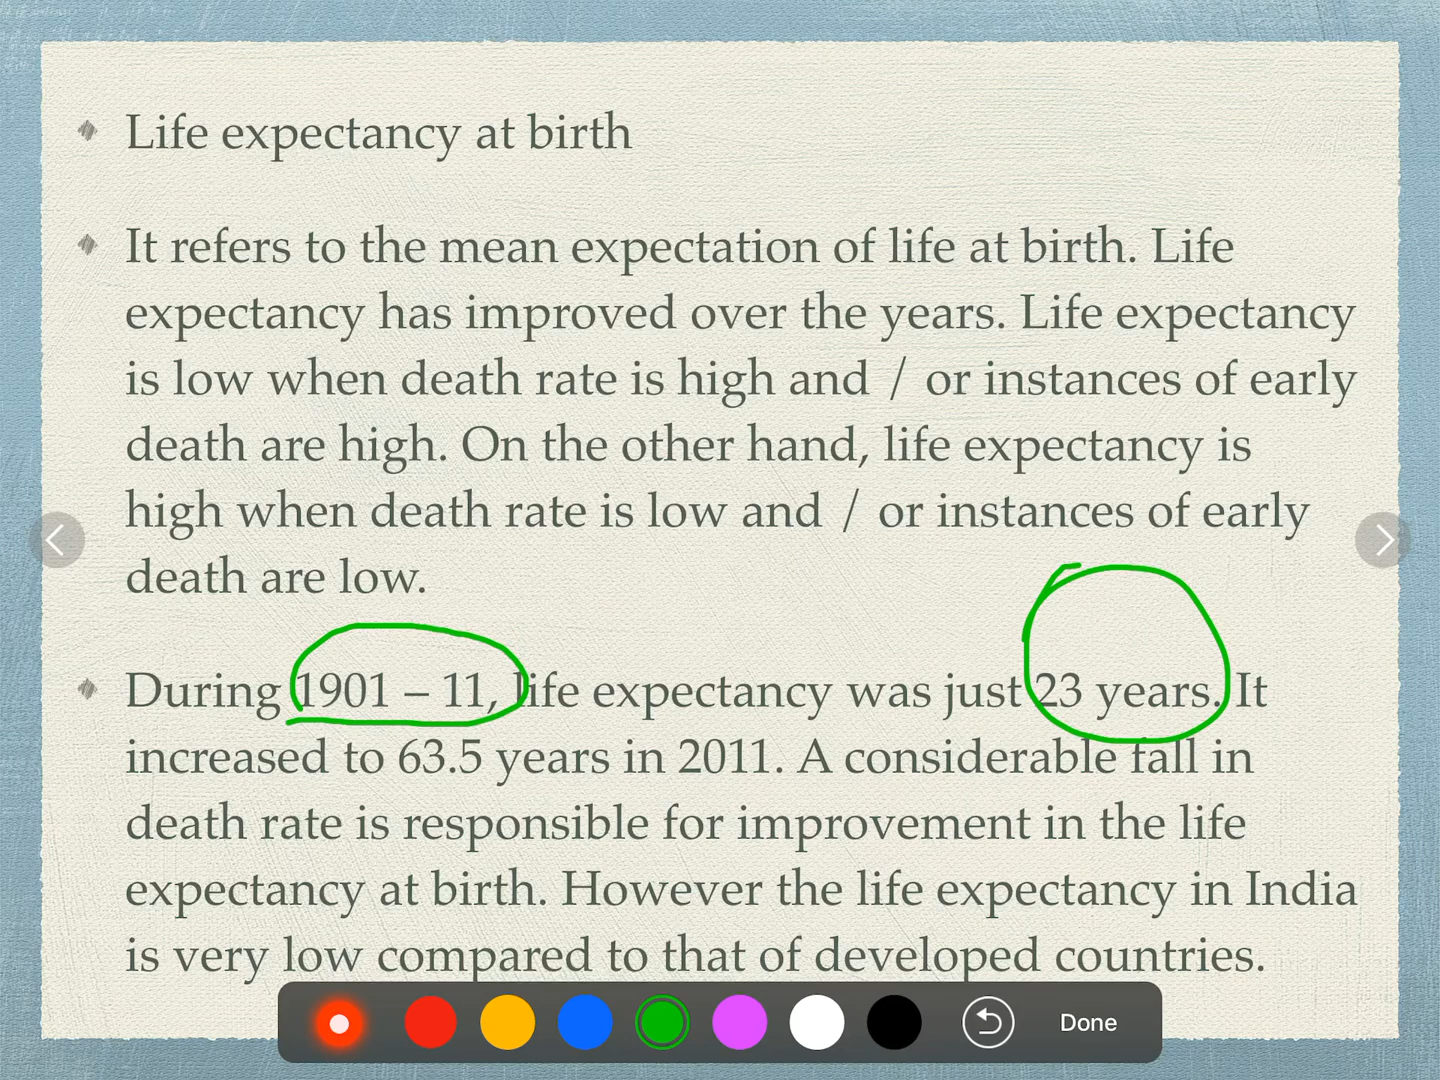 Life expectancy at birth
It refers to the mean expectation of life at birth. Life
expectancy has improved over the years. Life expectancy
is low when death rate is high and / or instances of early
death are high. On the other hand, life expectancy is
high when death rate is low and / or instances of early
death are low.
During 1901 – 11, life expectancy was just 23 years. It
increased to 63.5 years in 2011. A considerable fall in
death rate is responsible for improvement in the life
expectancy at birth. However the life expectancy in India
is very low compared to that of developed countries.
Done